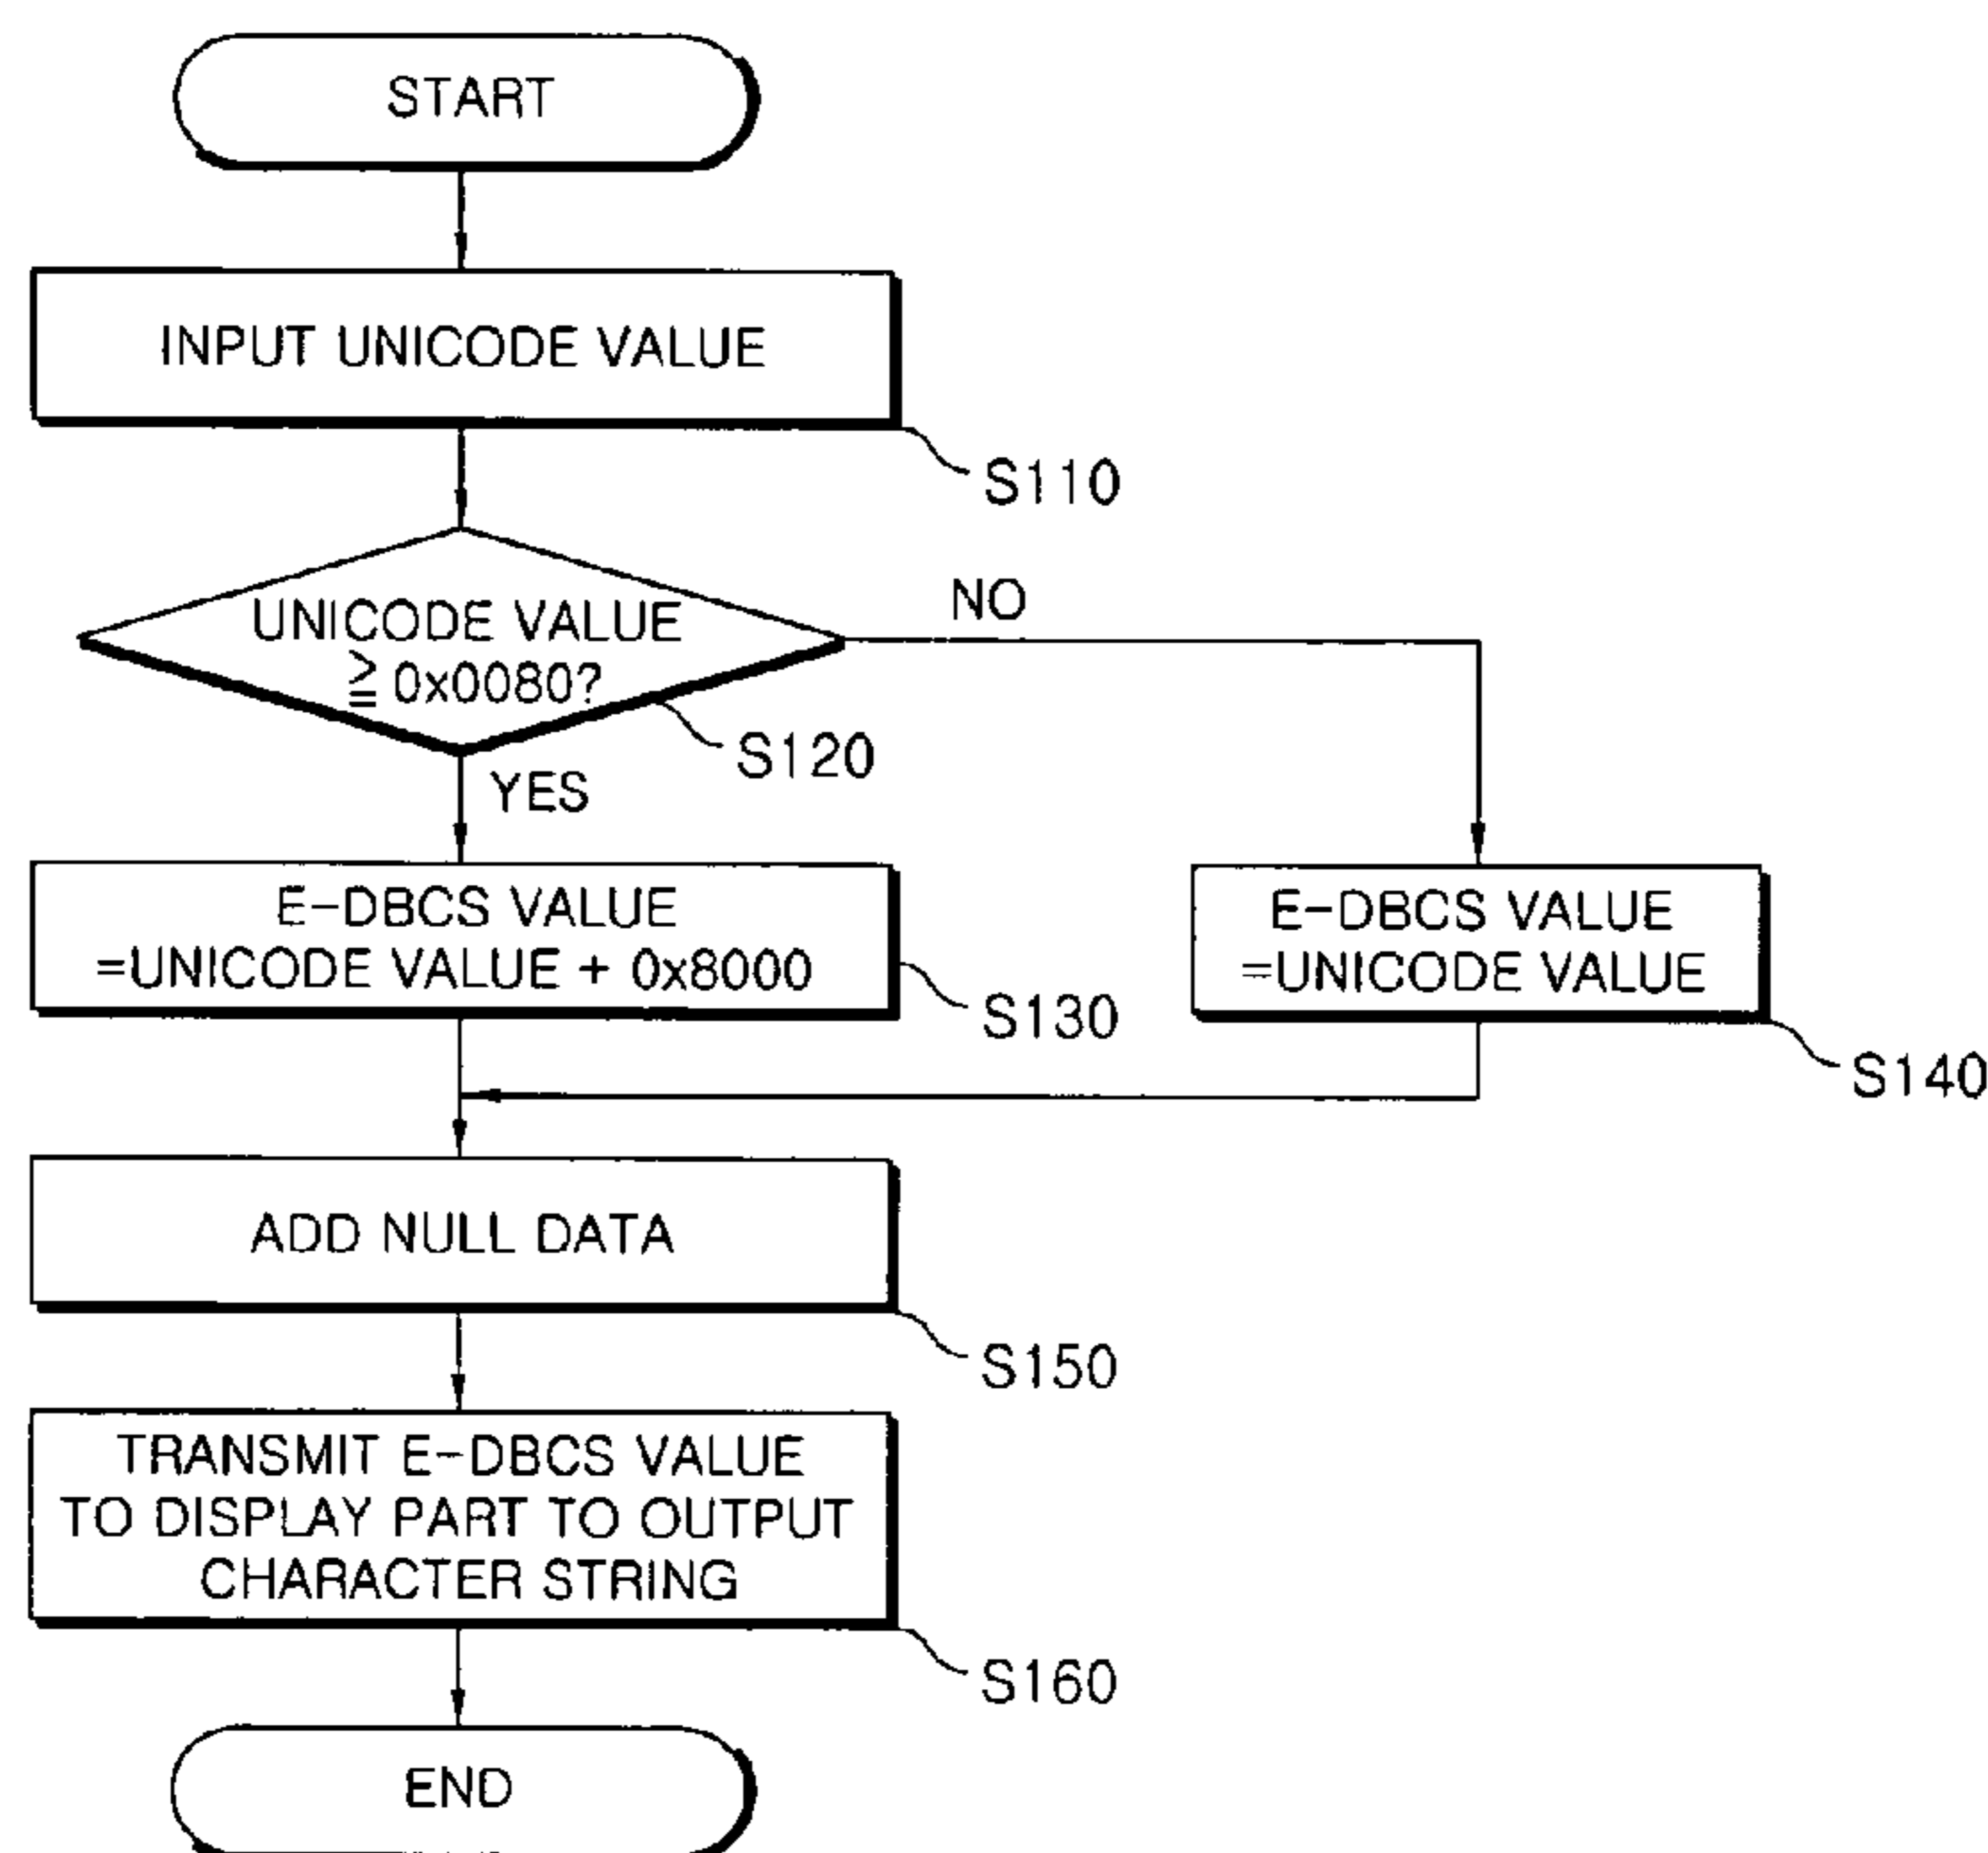 START
INPUT UNICODE VALUE
S110
UNICODE VALUE
≧ 0x0080?
NO
S120
YES
E-DBCS VALUE
=UNICODE VALUE + 0x8000
S130
E-DBCS VALUE
=UNICODE VALUE
S140
ADD NULL DATA
S150
TRANSMIT E-DBCS VALUE
TO DISPLAY PART TO OUTPUT
CHARACTER STRING
S160
END